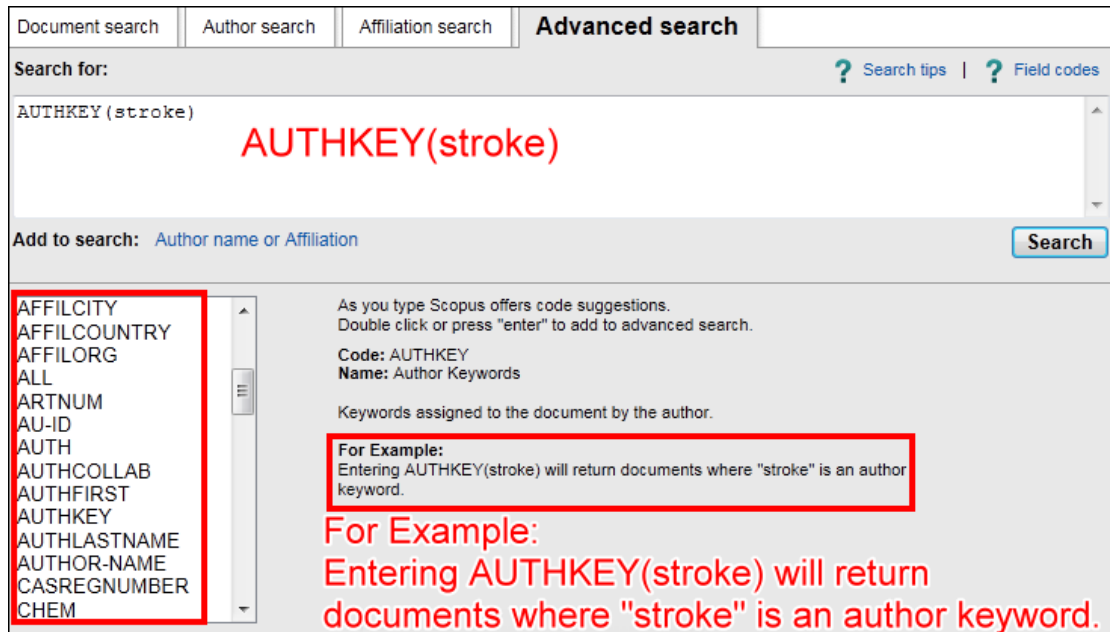 Document search
Author search
Affiliation search
Advanced search
Search for:
? Search tips | ? Field codes
AUTHKEY(stroke)
AUTHKEY(stroke)
Add to search: Author name or Affiliation
Search
AFFILCITY
AFFILCOUNTRY
AFFILORG
ALL
ARTNUM
AU-ID
AUTH
AUTHCOLLAB
AUTHFIRST
AUTHKEY
AUTHLASTNAME
AUTHOR-NAME
CASREGNUMBER
CHEM
As you type Scopus offers code suggestions.
Double click or press "enter" to add to advanced search.
Code: AUTHKEY
Name: Author Keywords
Keywords assigned to the document by the author.
For Example:
Entering AUTHKEY(stroke) will return documents where "stroke" is an author
keyword.
For Example:
Entering AUTHKEY(stroke) will return
documents where "stroke" is an author keyword.